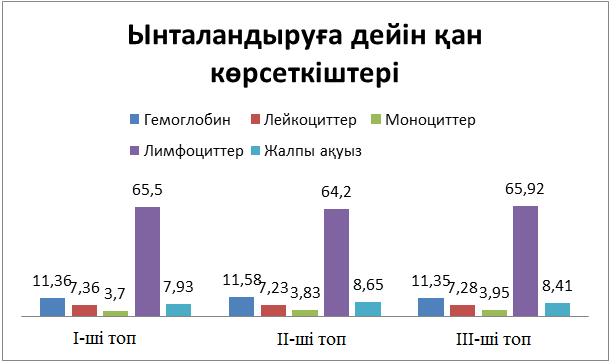 Ынталандыруға дейін қан
көрсеткіштері
Гемоглобин Лейкоциттер Моноциттер
Лимфоциттер Жалпы ақуыз
65,5 64,2 65,92
11,36 7,36 3,7 7,93 11,58 7,23 3,83 8,65 11,35 7,28 3,95 8,41
І-ші топ ІІ-ші топ ІІІ-ші топ